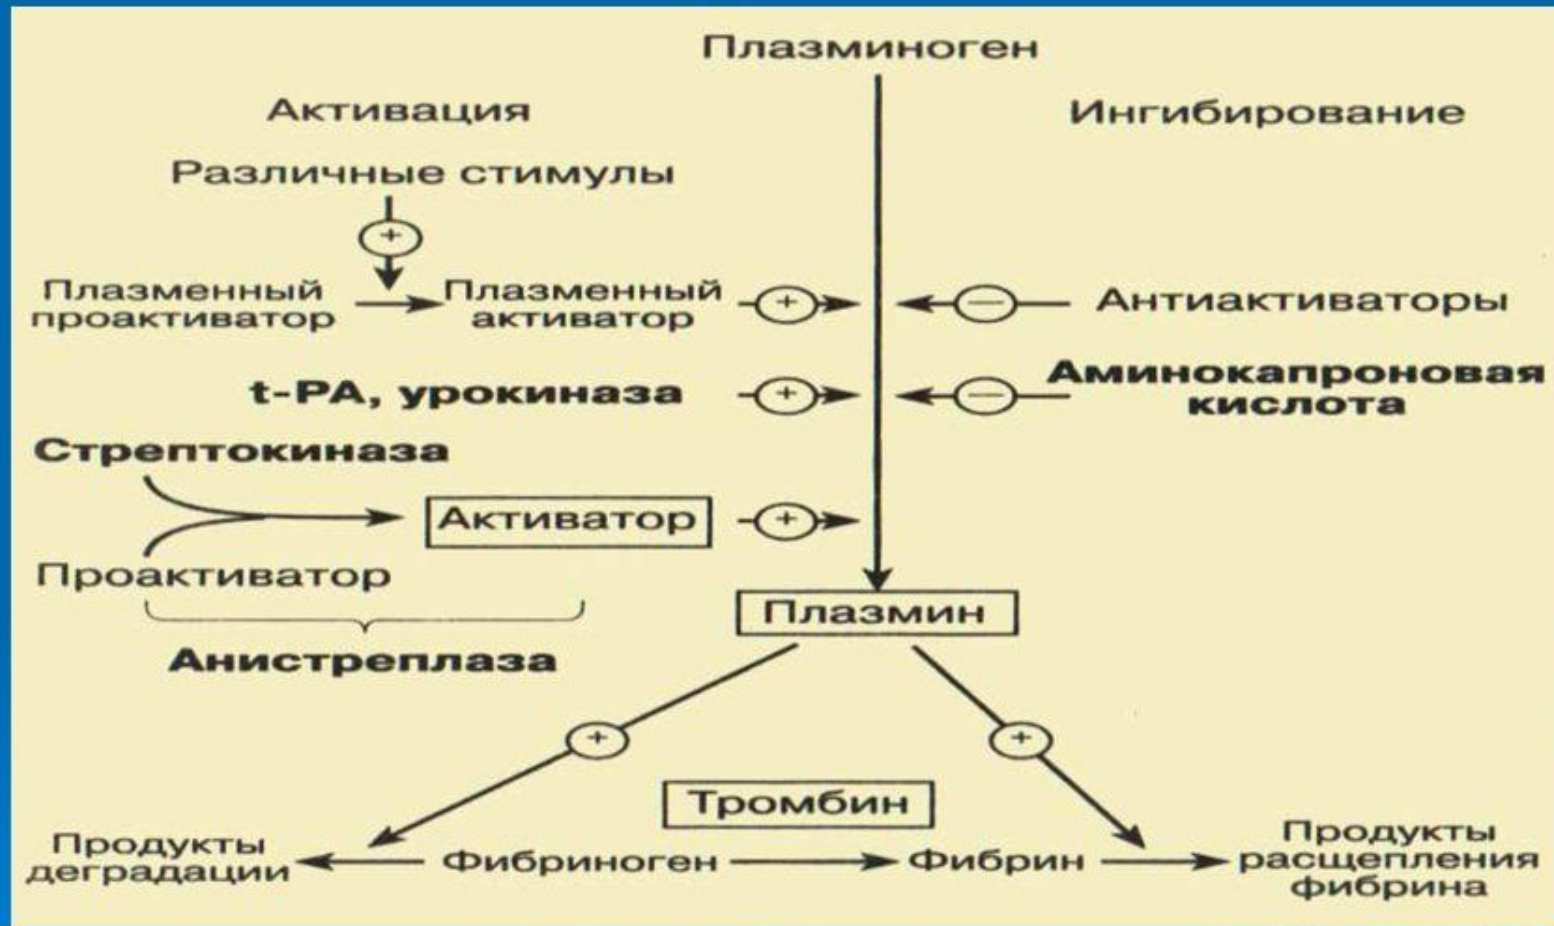 Плазминоген
Активация
Ингибирование
Различные стимулы
+
Плазменный
проактиватор
Плазменный
активатор
+
—
Антиактиваторы
t-PA, урокиназа
+
—
Аминокапроновая
кислота
Стрептокиназа
Активатор
+
Проактиватор
Плазмин
Анистреплаза
+
+
Тромбин
Продукты
деградации
Фибриноген
Фибрин
Продукты
расщепления
фибрина